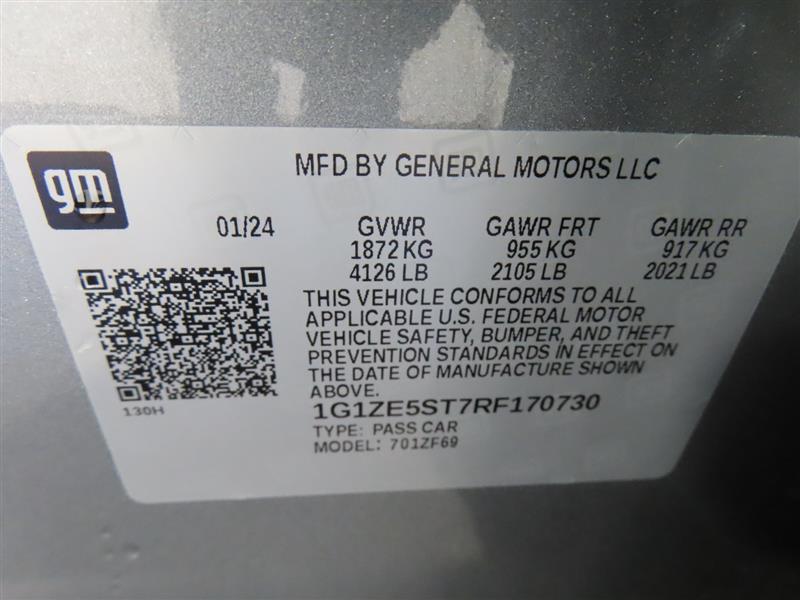 gm
MFD BY GENERAL MOTORS LLC
01/24 GVWR GAWR FRT GAWR RR
1872 KG 955 KG 917 KG
4126 LB 2105 LB 2021 LB
THIS VEHICLE CONFORMS TO ALL
APPLICABLE U.S. FEDERAL MOTOR
VEHICLE SAFETY, BUMPER, AND THEFT
PREVENTION STANDARDS IN EFFECT ON
THE DATE OF MANUFACTURE SHOWN
ABOVE.
130H
1G1ZE5ST7RF170730
TYPE: PASS CAR
MODEL: 701ZF69